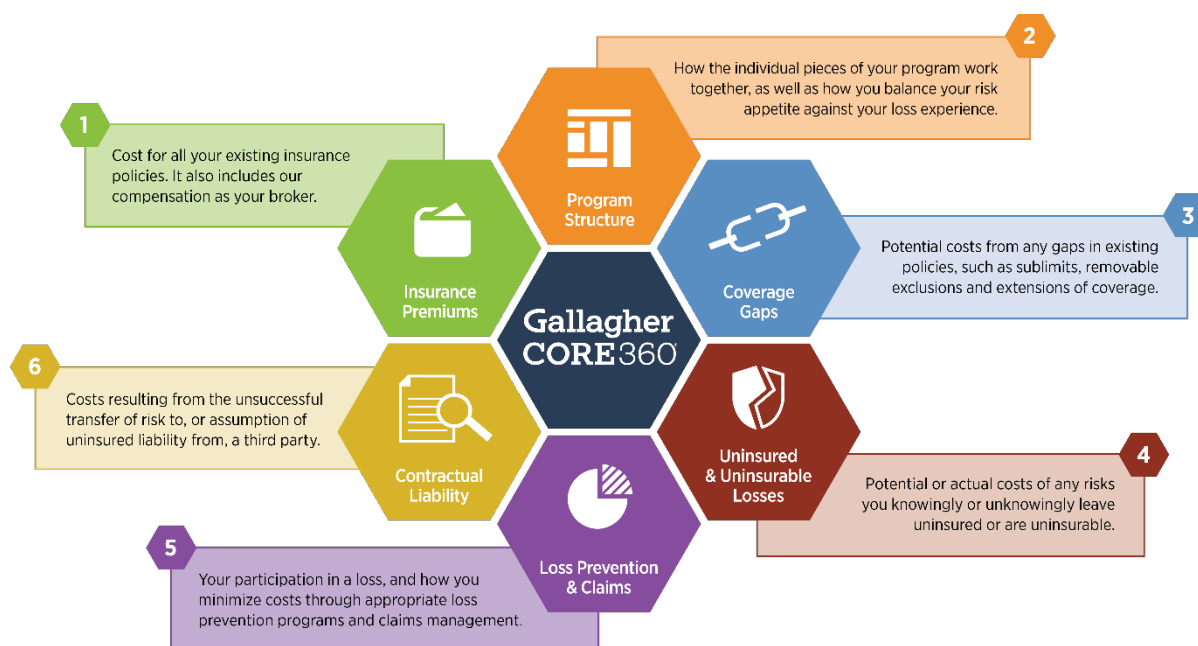 1
Cost for all your existing insurance
policies. It also includes our
compensation as your broker.
Insurance
Premiums
2
How the individual pieces of your program work
together, as well as how you balance your risk
appetite against your loss experience.
Program
Structure
3
Potential costs from any gaps in existing
policies, such as sublimits, removable
exclusions and extensions of coverage.
Coverage
Gaps
Gallagher
CORE360®
4
Potential or actual costs of any risks
you knowingly or unknowingly leave
uninsured or are uninsurable.
Uninsured
& Uninsurable
Losses
5
Your participation in a loss, and how you
minimize costs through appropriate loss
prevention programs and claims management.
Loss Prevention
& Claims
6
Costs resulting from the unsuccessful
transfer of risk to, or assumption of
uninsured liability from, a third party.
Contractual
Liability